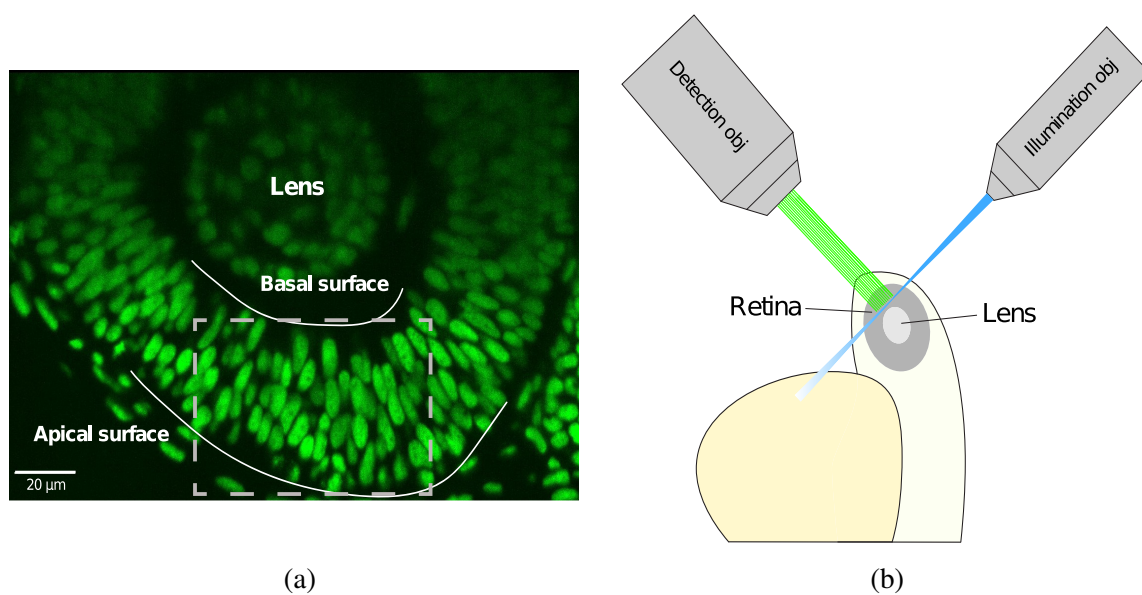 Lens
Basal surface
Apical surface
20 µm
(a)
Detection obj
Illumination obj
Retina
Lens
(b)